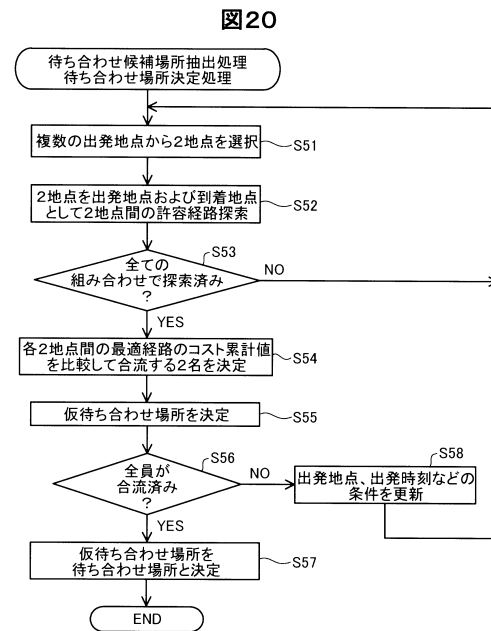 図20
待ち合わせ候補場所抽出処理
待ち合わせ場所決定処理
複数の出発地点から2地点を選択
S51
2地点を出発地点および到着地点
として2地点間の許容経路探索
S52
全ての
組み合わせで探索済み
?
S53
NO
YES
各2地点間の最適経路のコスト累計値
を比較して合流する2名を決定
S54
仮待ち合わせ場所を決定
S55
全員が
合流済み
?
S56
NO
出発地点、出発時刻などの
条件を更新
S58
YES
仮待ち合わせ場所を
待ち合わせ場所と決定
S57
END